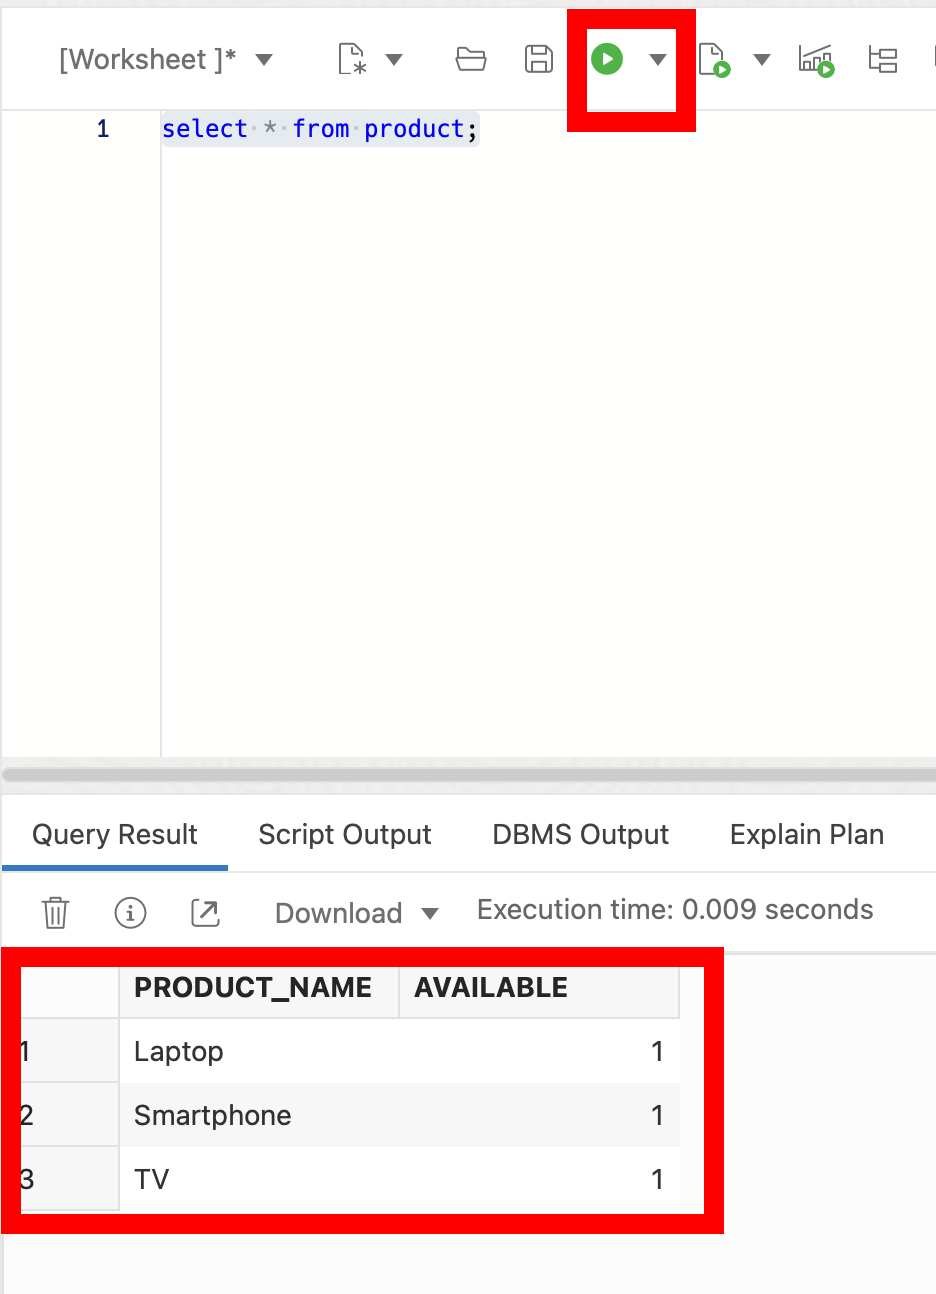 [Worksheet ]*
1 select * from product;
Query Result Script Output DBMS Output Explain Plan
Download Execution time: 0.009 seconds
PRODUCT_NAME AVAILABLE
1 Laptop 1
2 Smartphone 1
3 TV 1